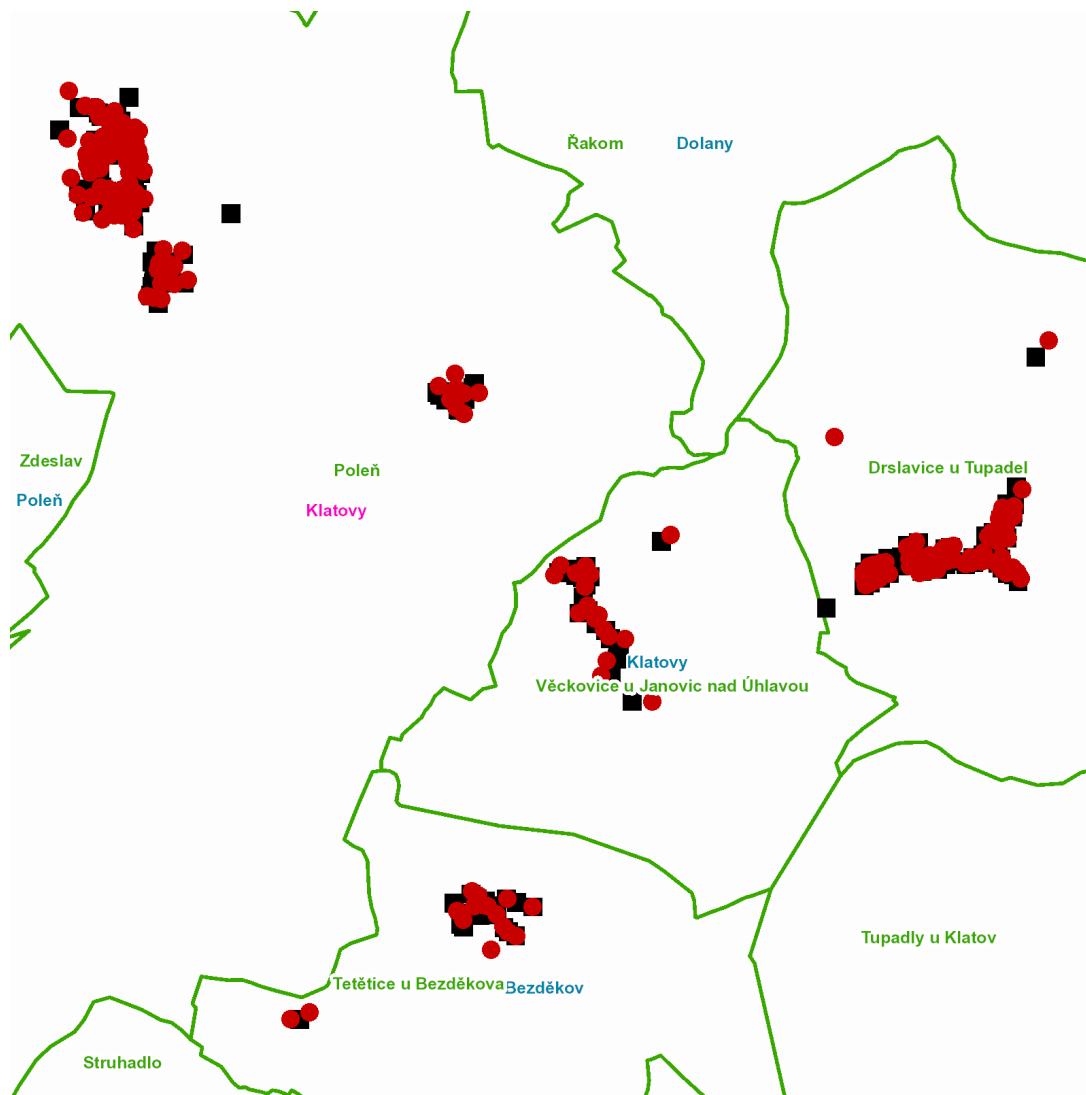 Řakom
Dolany
Zdeslav
Poleň
Poleň
Klatovy
Drslavice u Tupadel
Klatovy
Věckovice u Janovic nad Úhlavou
Tupadly u Klatov
Tetětice u Bezděkova
Bezděkov
Struhadlo